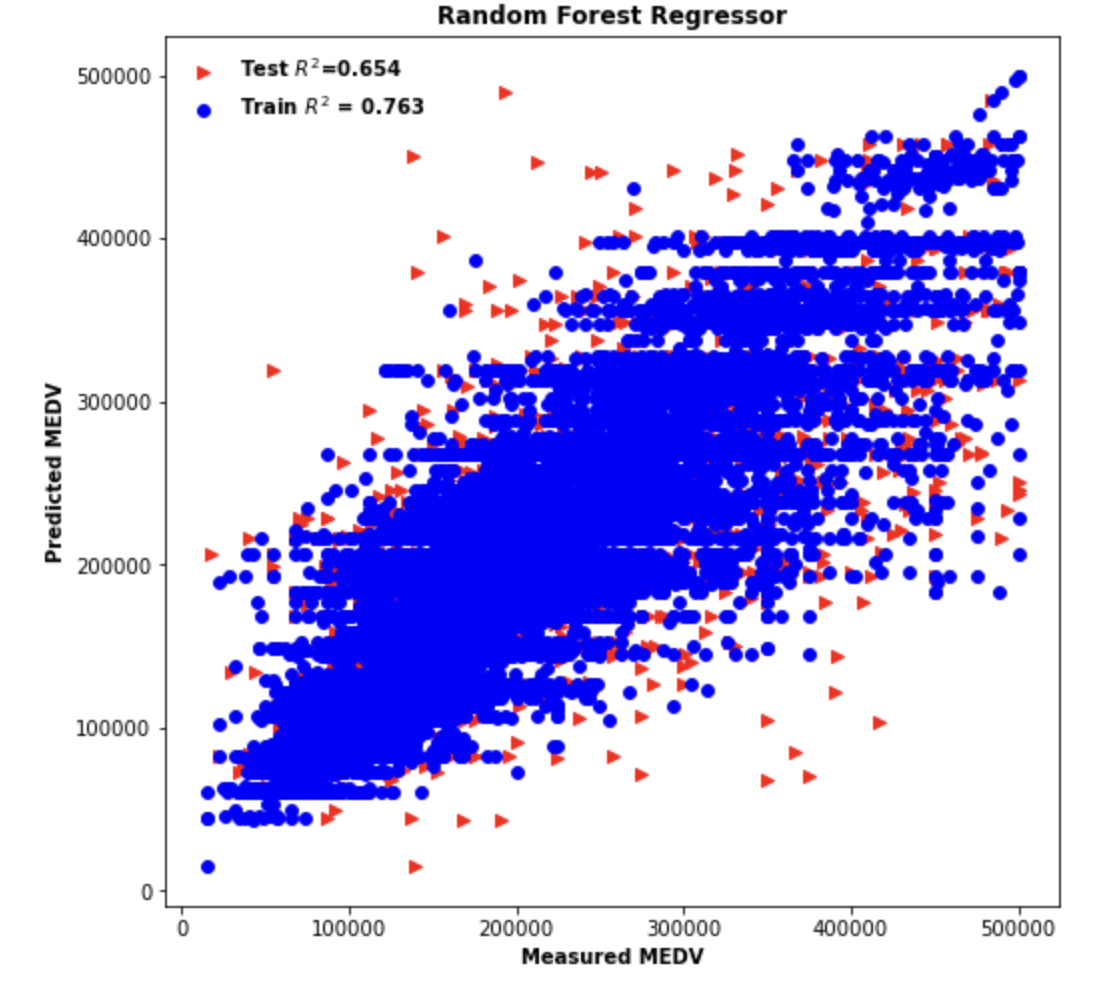 Random Forest Regressor
Test R²=0.654
Train R² = 0.763
500000
400000
300000
200000
100000
0
Predicted MEDV
0 100000 200000 300000 400000 500000
Measured MEDV